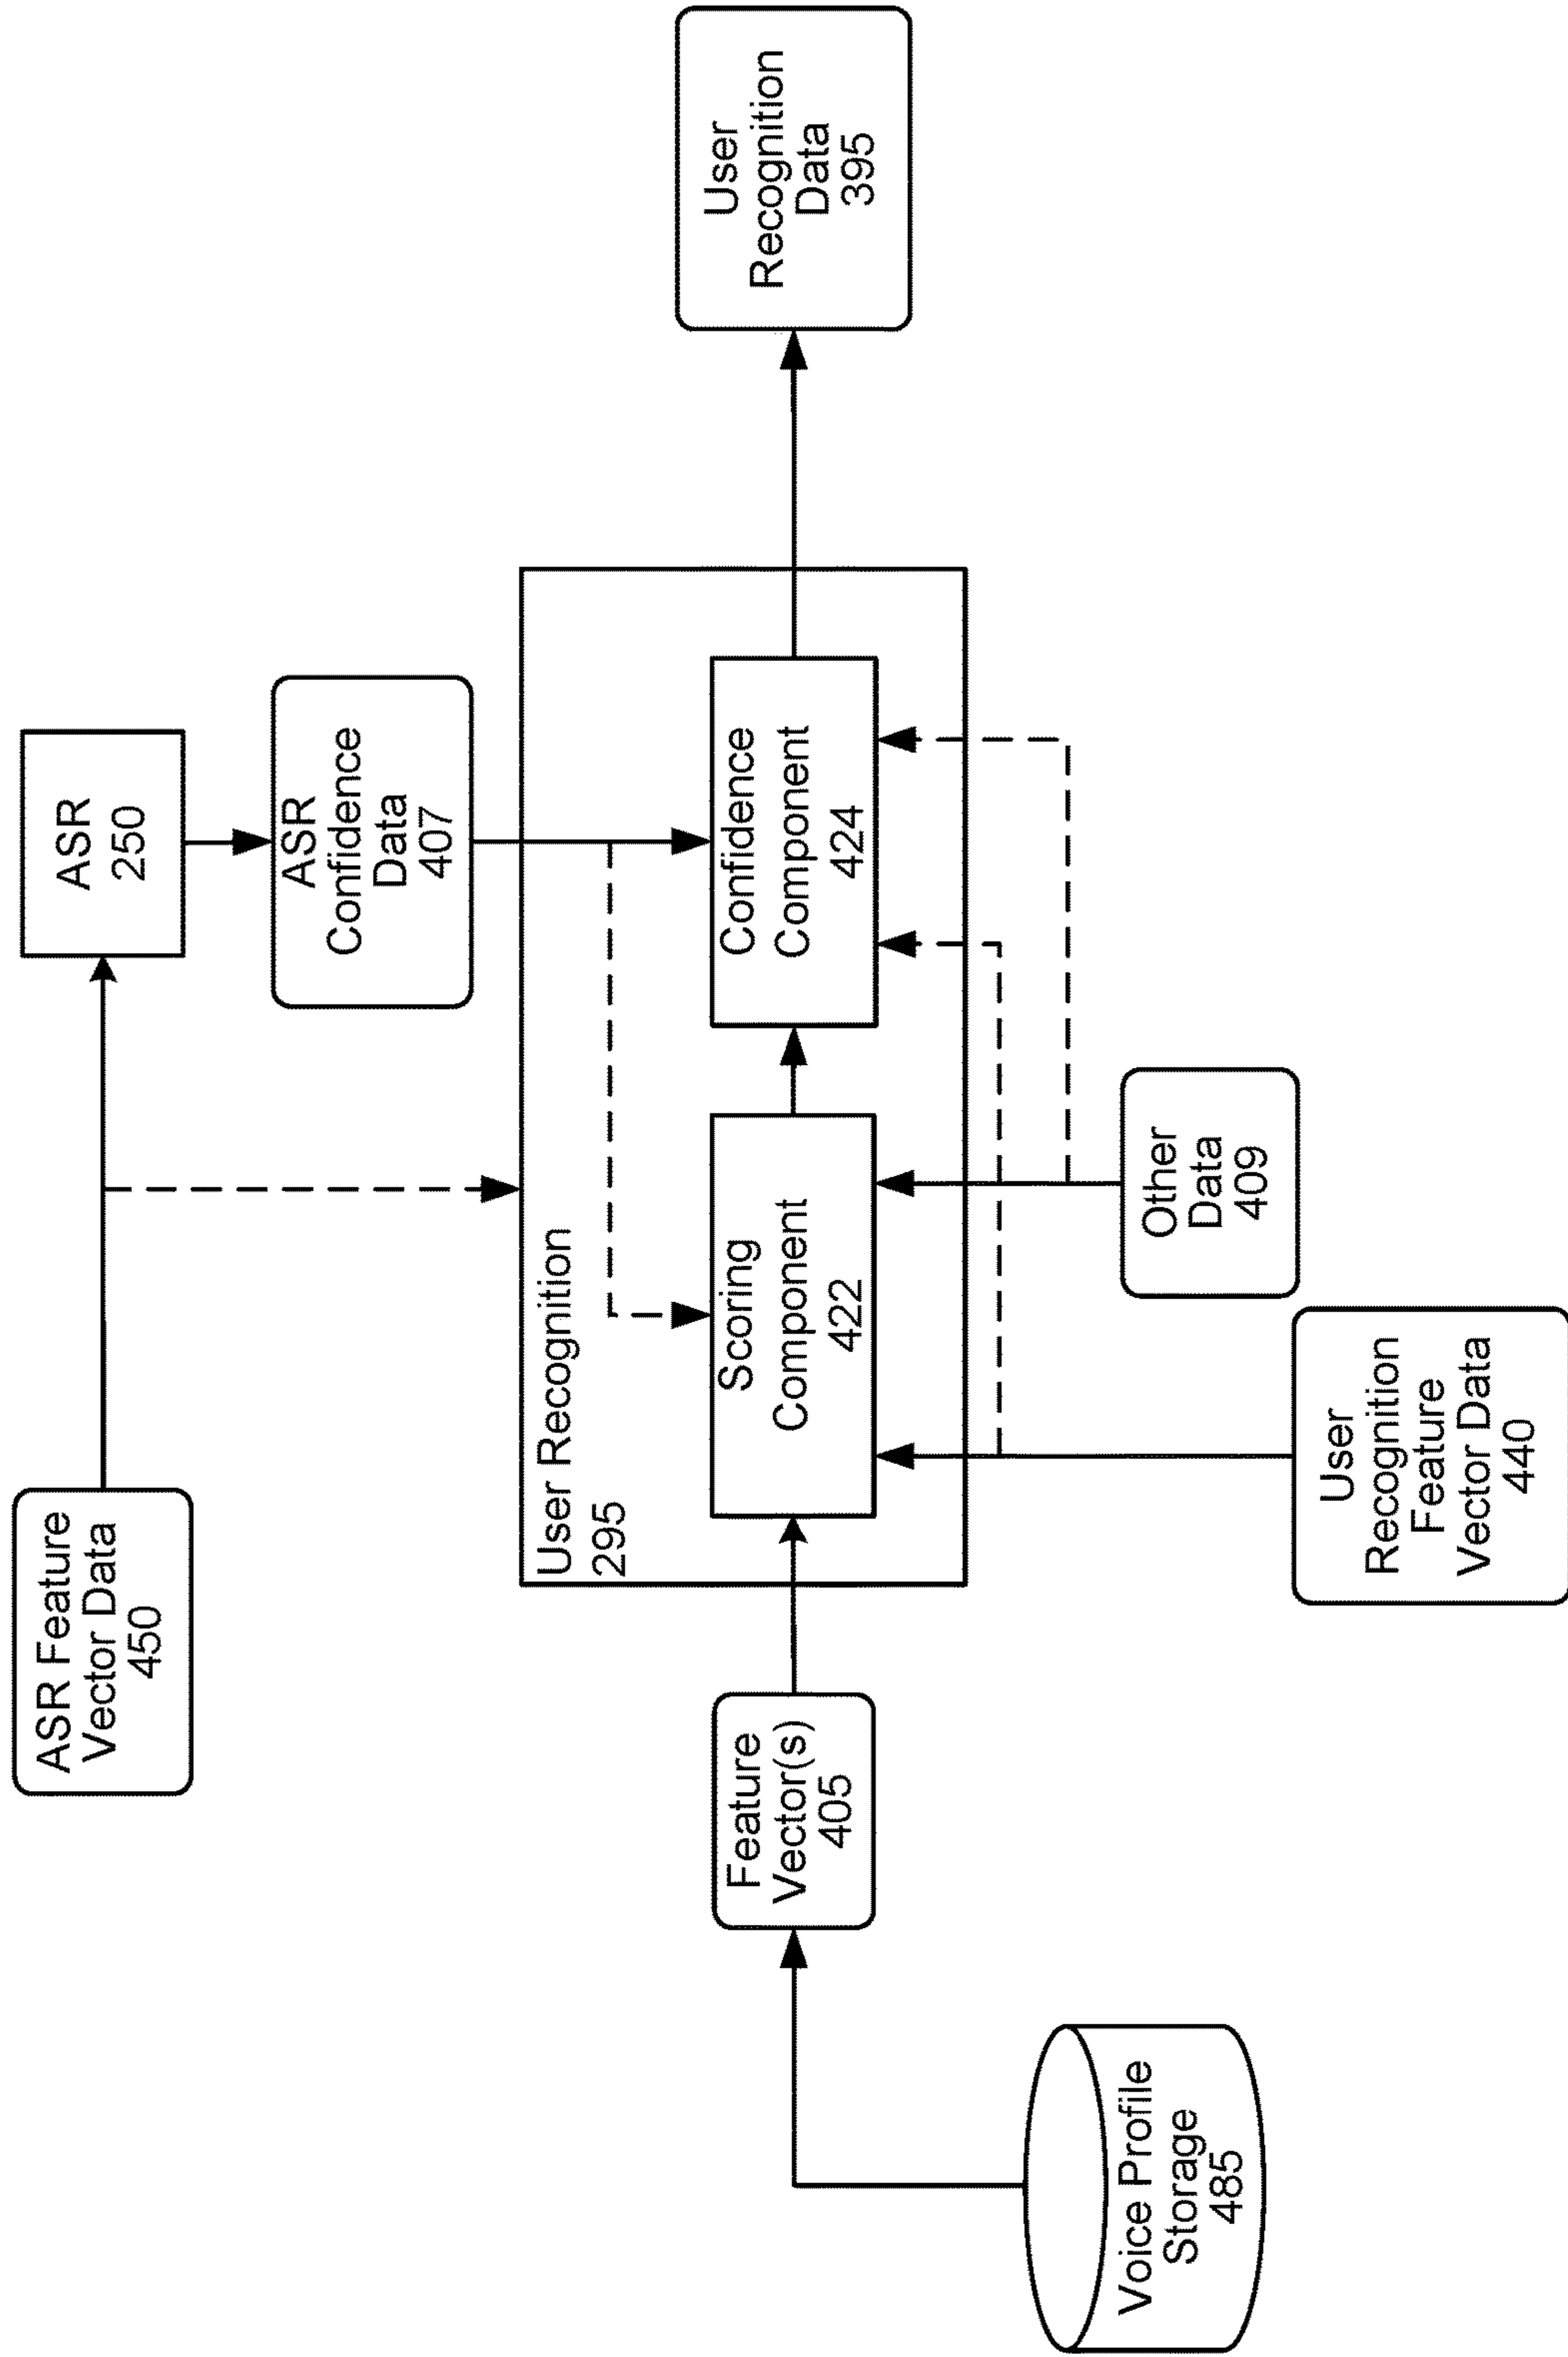 ASR Feature
Vector Data
450
ASR
250
ASR
Confidence
Data
407
User Recognition
295
Voice Profile
Storage
485
Feature
Vector(s)
405
Scoring
Component
422
Confidence
Component
424
User
Recognition
Data
395
Other
Data
409
User
Recognition
Feature
Vector Data
440